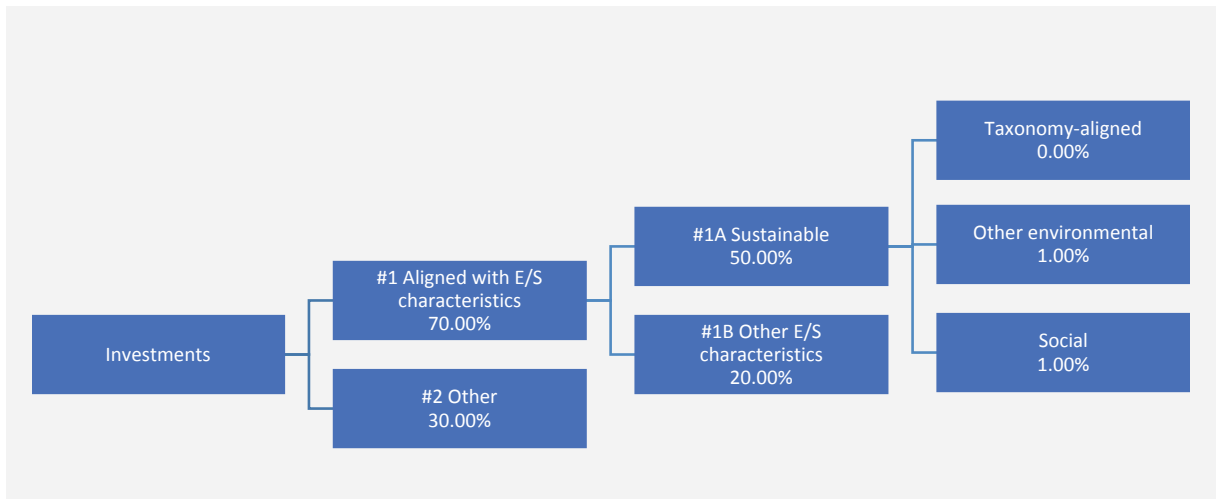 Investments
#1 Aligned with E/S
characteristics
70.00%
#2 Other
30.00%
#1A Sustainable
50.00%
#1B Other E/S
characteristics
20.00%
Taxonomy-aligned
0.00%
Other environmental
1.00%
Social
1.00%